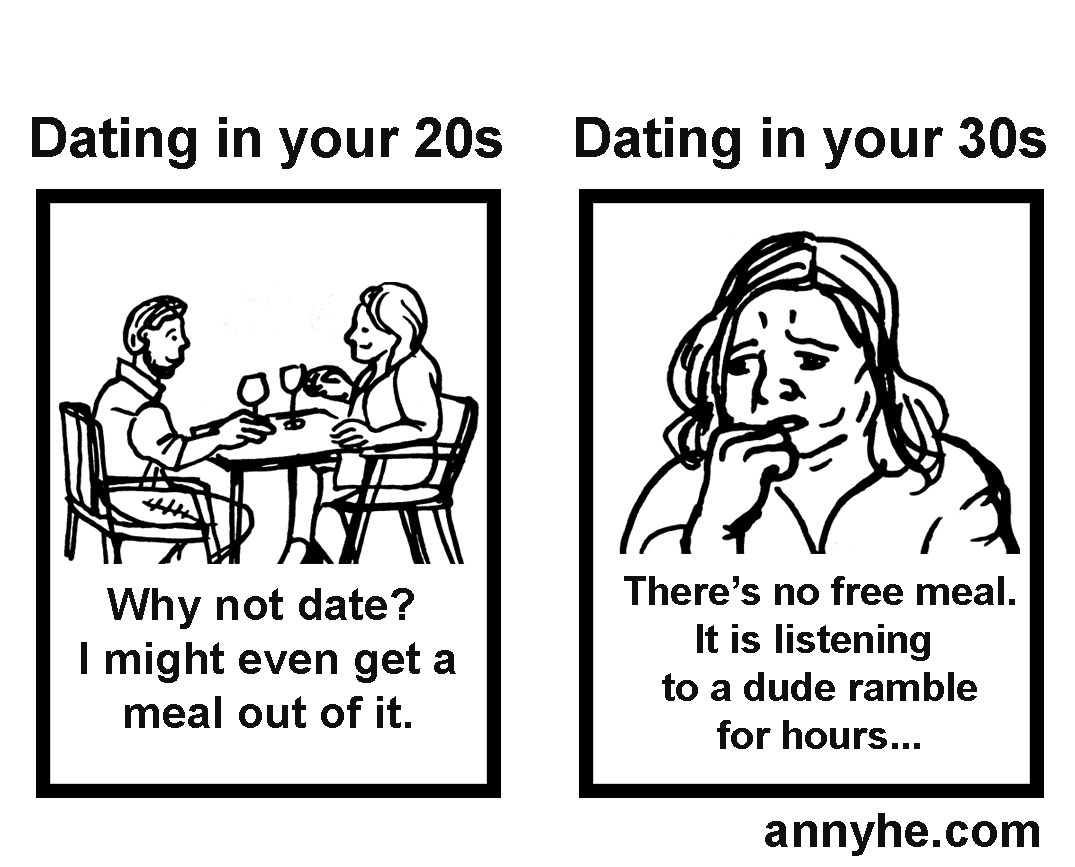 Dating in your 20s
Why not date?
I might even get a
meal out of it.
Dating in your 30s
There’s no free meal.
It is listening
to a dude ramble
for hours...
annyhe.com